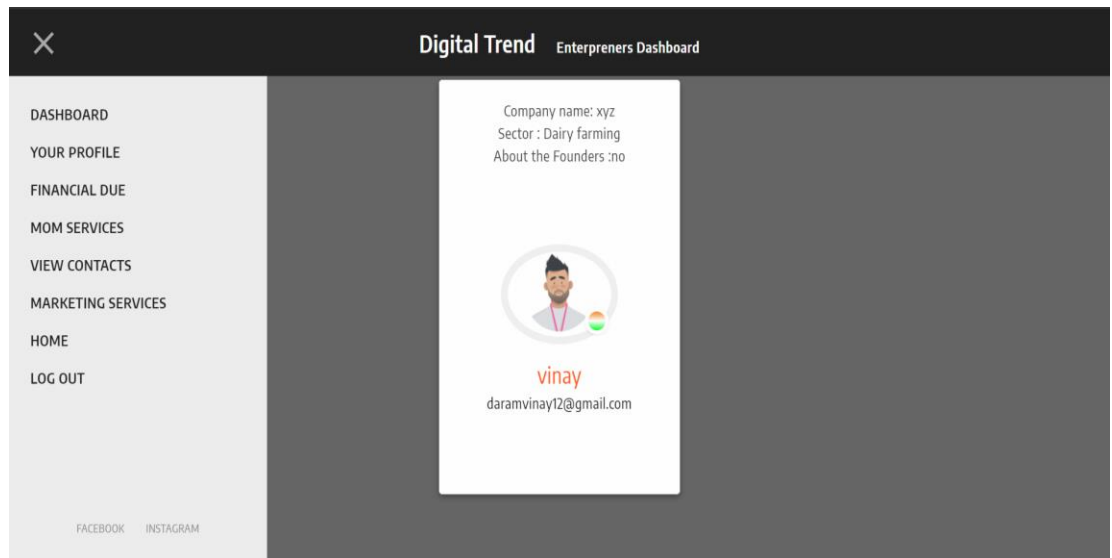 Digital Trend Enterpreners Dashboard
DASHBOARD
YOUR PROFILE
FINANCIAL DUE
MOM SERVICES
VIEW CONTACTS
MARKETING SERVICES
HOME
LOG OUT
FACEBOOK INSTAGRAM
Company name: xyz
Sector : Dairy farming
About the Founders :no
vinay
daramvinay12@gmail.com